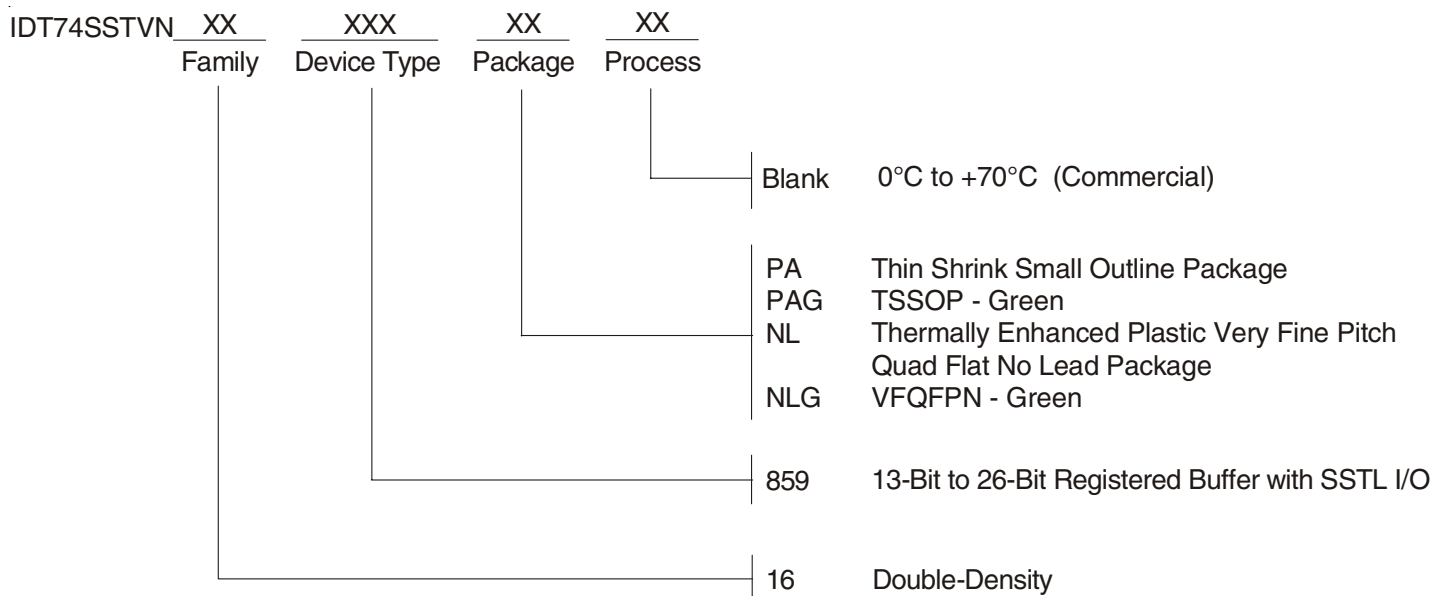 IDT74SSTVN XX XXX XX XX
Family Device Type Package Process
Blank 0°C to +70°C (Commercial)
PA Thin Shrink Small Outline Package
PAG TSSOP - Green
NL Thermally Enhanced Plastic Very Fine Pitch
Quad Flat No Lead Package
NLG VFQFPN - Green
859 13-Bit to 26-Bit Registered Buffer with SSTL I/O
16 Double-Density